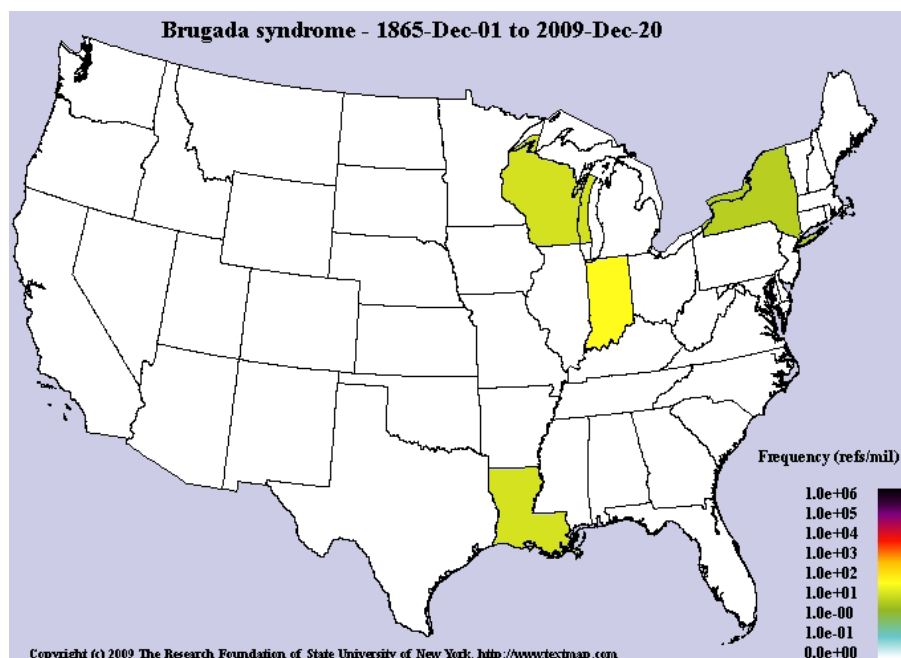 Brugada syndrome - 1865-Dec-01 to 2009-Dec-20
Frequency (refs/mil)
1.0e+06
1.0e+05
1.0e+04
1.0e+03
1.0e+02
1.0e+01
1.0e-00
1.0e-01
0.0e+00
Copyright (c) 2009 The Research Foundation of State University of New York. http://www.textmap.com